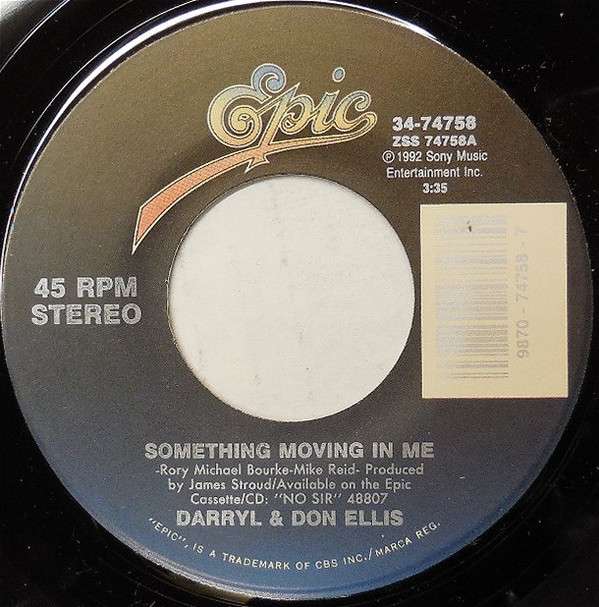 Epic
34-74758
ZSS 74758A
Ⓟ 1992 Sony Music
Entertainment Inc.
3:35
45 RPM
STEREO
9870 - 74758 - 7
SOMETHING MOVING IN ME
-Rory Michael Bourke-Mike Reid- Produced
by James Stroud/Available on the Epic
Cassette/CD: "NO SIR" 48807
DARRYL & DON ELLIS
"EPIC", IS A TRADEMARK OF CBS INC./MARCA REG.